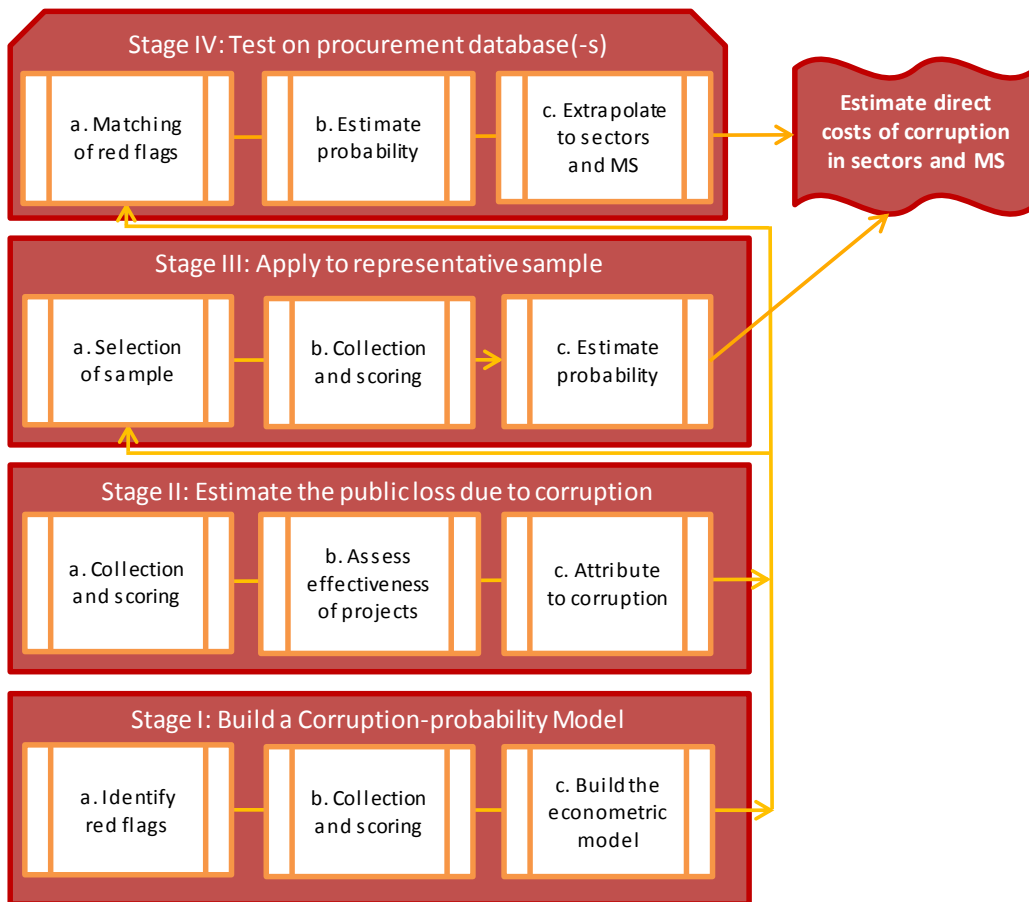 Stage IV: Test on procurement database(-s)
a. Matching
of red flags
b. Estimate
probability
c. Extrapolate
to sectors
and MS
Estimate direct
costs of corruption
in sectors and MS
Stage III: Apply to representative sample
a. Selection
of sample
b. Collection
and scoring
c. Estimate
probability
Stage II: Estimate the public loss due to corruption
a. Collection
and scoring
b. Assess
effectiveness
of projects
c. Attribute
to corruption
Stage I: Build a Corruption-probability Model
a. Identify
red flags
b. Collection
and scoring
c. Build the
econometric
model